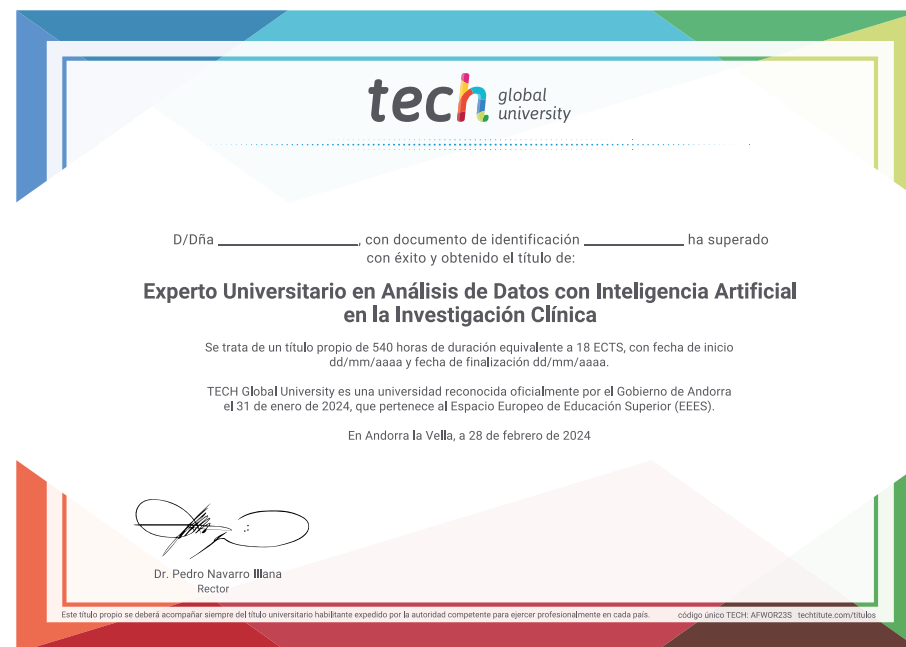 tech global university
D/Dña ____________________, con documento de identificación ______________ ha superado
con éxito y obtenido el título de:
Experto Universitario en Análisis de Datos con Inteligencia Artificial
en la Investigación Clínica
Se trata de un título propio de 540 horas de duración equivalente a 18 ECTS, con fecha de inicio
dd/mm/aaaa y fecha de finalización dd/mm/aaaa.
TECH Global University es una universidad reconocida oficialmente por el Gobierno de Andorra
el 31 de enero de 2024, que pertenece al Espacio Europeo de Educación Superior (EEES).
En Andorra la Vella, a 28 de febrero de 2024
Dr. Pedro Navarro Illana
Rector
Este título propio se deberá acompañar siempre del título universitario habilitante expedido por la autoridad competente para ejercer profesionalmente en cada país. código único TECH: AFWOR23S techtitute.com/titulos